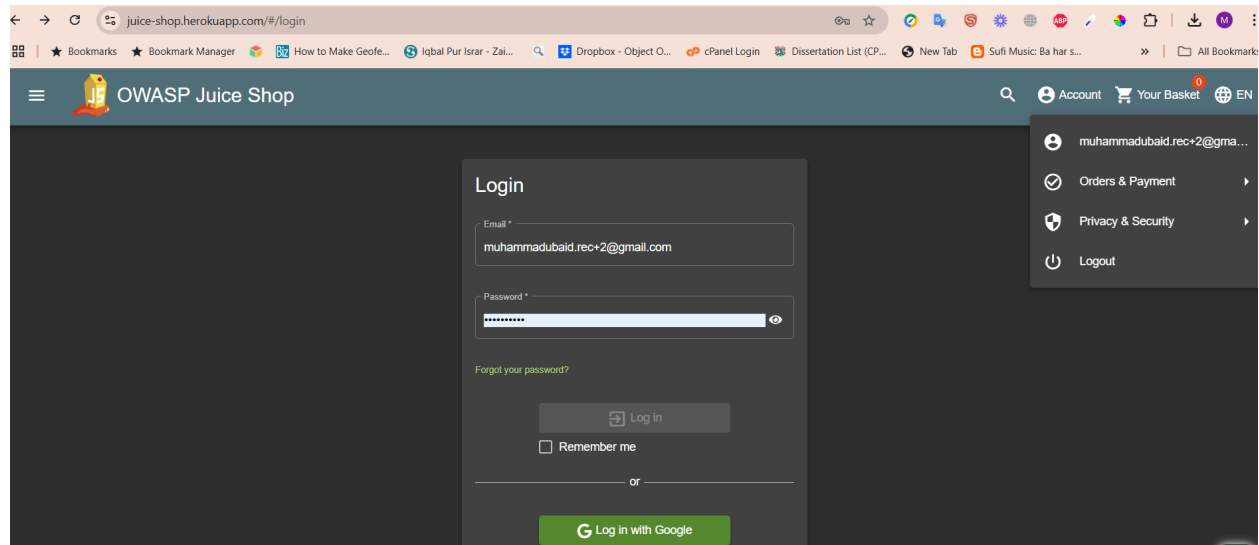 juice-shop.herokuapp.com/#/login
ABP
M
Bookmarks Bookmark Manager Biz How to Make Geofe... Iqbal Pur Israr - Zai... Dropbox - Object O... cP cPanel Login Dissertation List (CP... New Tab Sufi Music: Ba har s... » All Bookmarks
OWASP Juice Shop Account Your Basket 0 EN
muhammadubaid.rec+2@gma...
Orders & Payment
Privacy & Security
Logout
Login
Email *
muhammadubaid.rec+2@gmail.com
Password *
••••••••••
Forgot your password?
Log in
Remember me
or
G Log in with Google